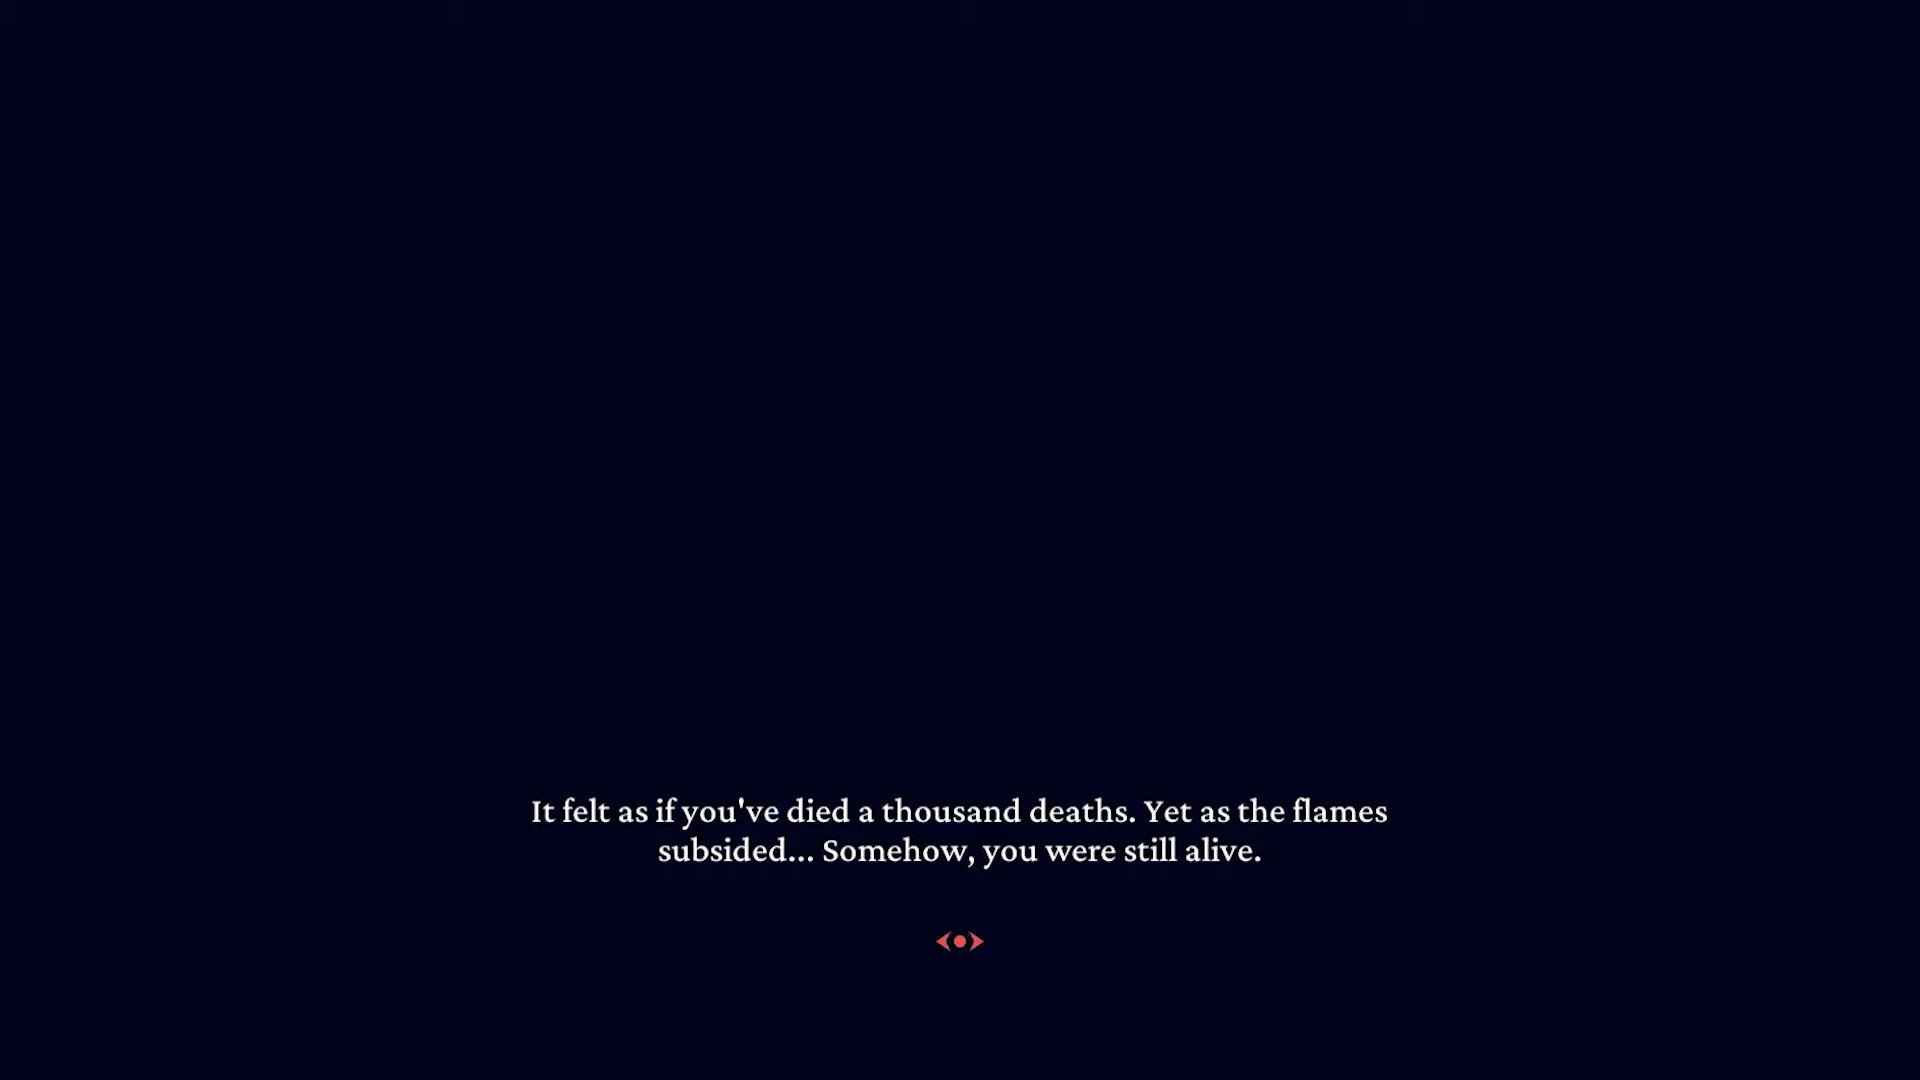 It felt as if you've died a thousand deaths. Yet as the flames
subsided... Somehow, you were still alive.